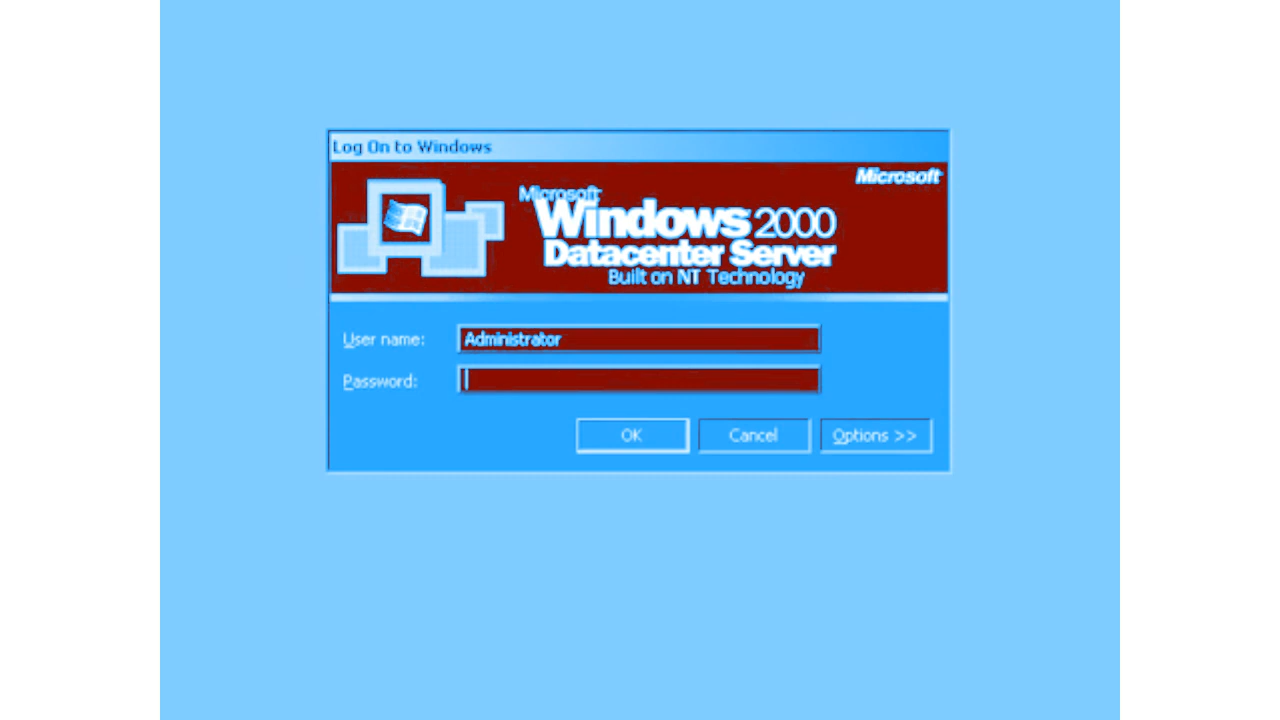 Log On to Windows
Microsoft
Microsoft
Windows 2000
Datacenter Server
Built on NT Technology
User name: Administrator
Password:
OK Cancel Options >>